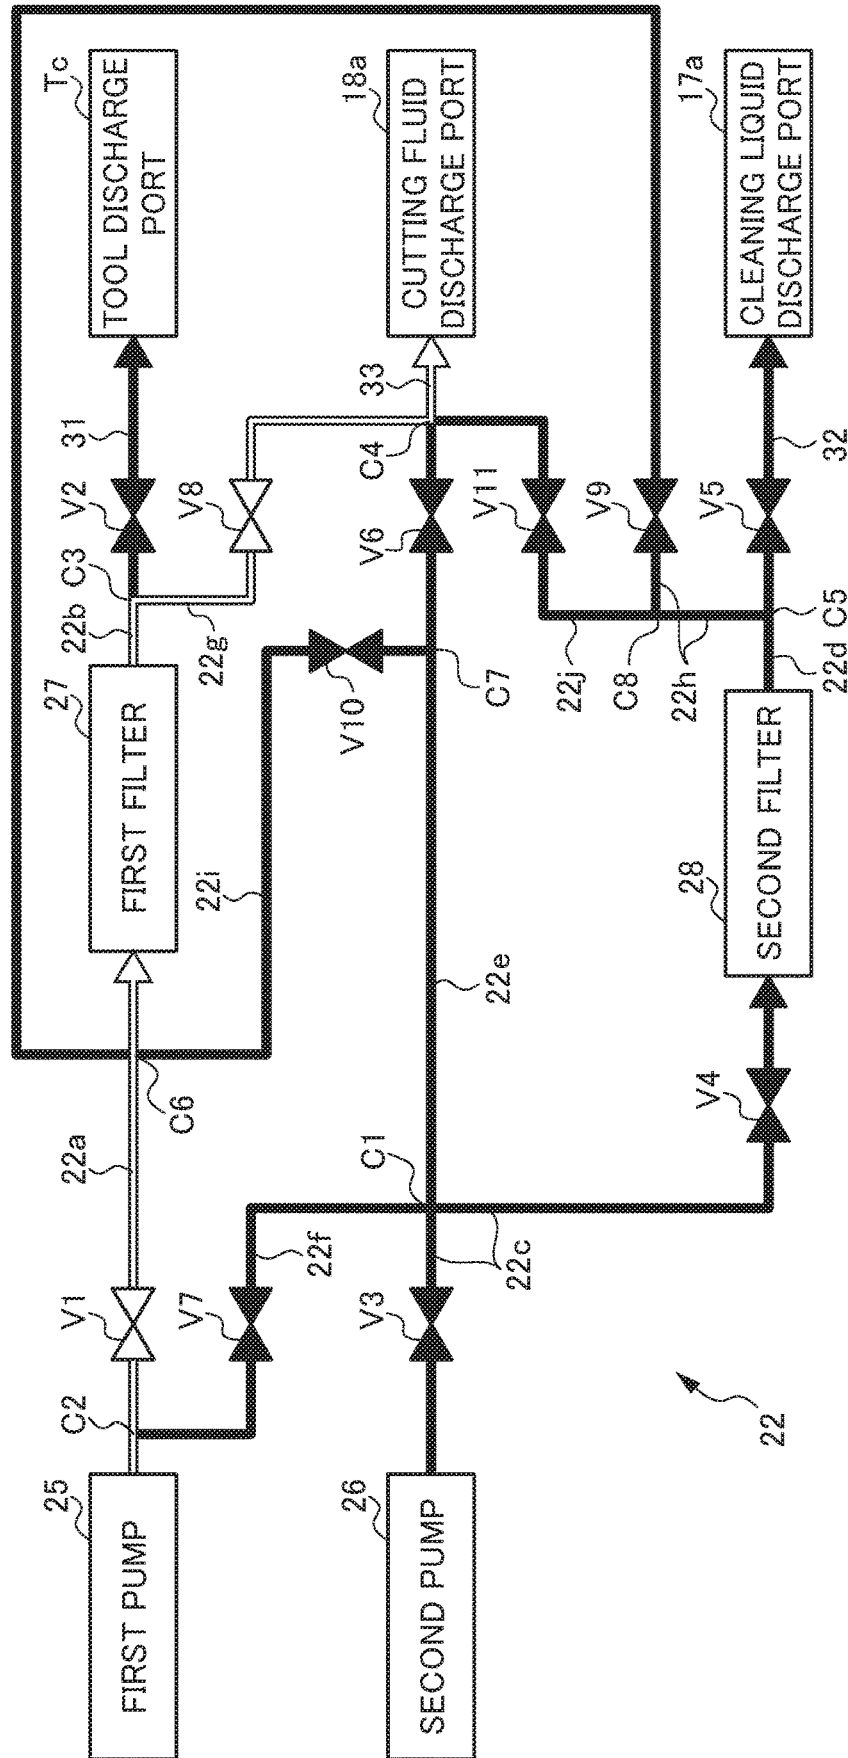 FIRST PUMP
25
C2
V1
22a
C6
FIRST FILTER
27
22b
C3
V2
31
TOOL DISCHARGE
PORT
Tc
V7
22f
22i
22g
V8
V10
SECOND PUMP
26
V3
22c
C1
22e
C7
V6
C4
33
CUTTING FLUID
DISCHARGE PORT
18a
22j
V11
C8
22h
V9
V4
SECOND FILTER
28
22d
C5
V5
32
CLEANING LIQUID
DISCHARGE PORT
17a
22